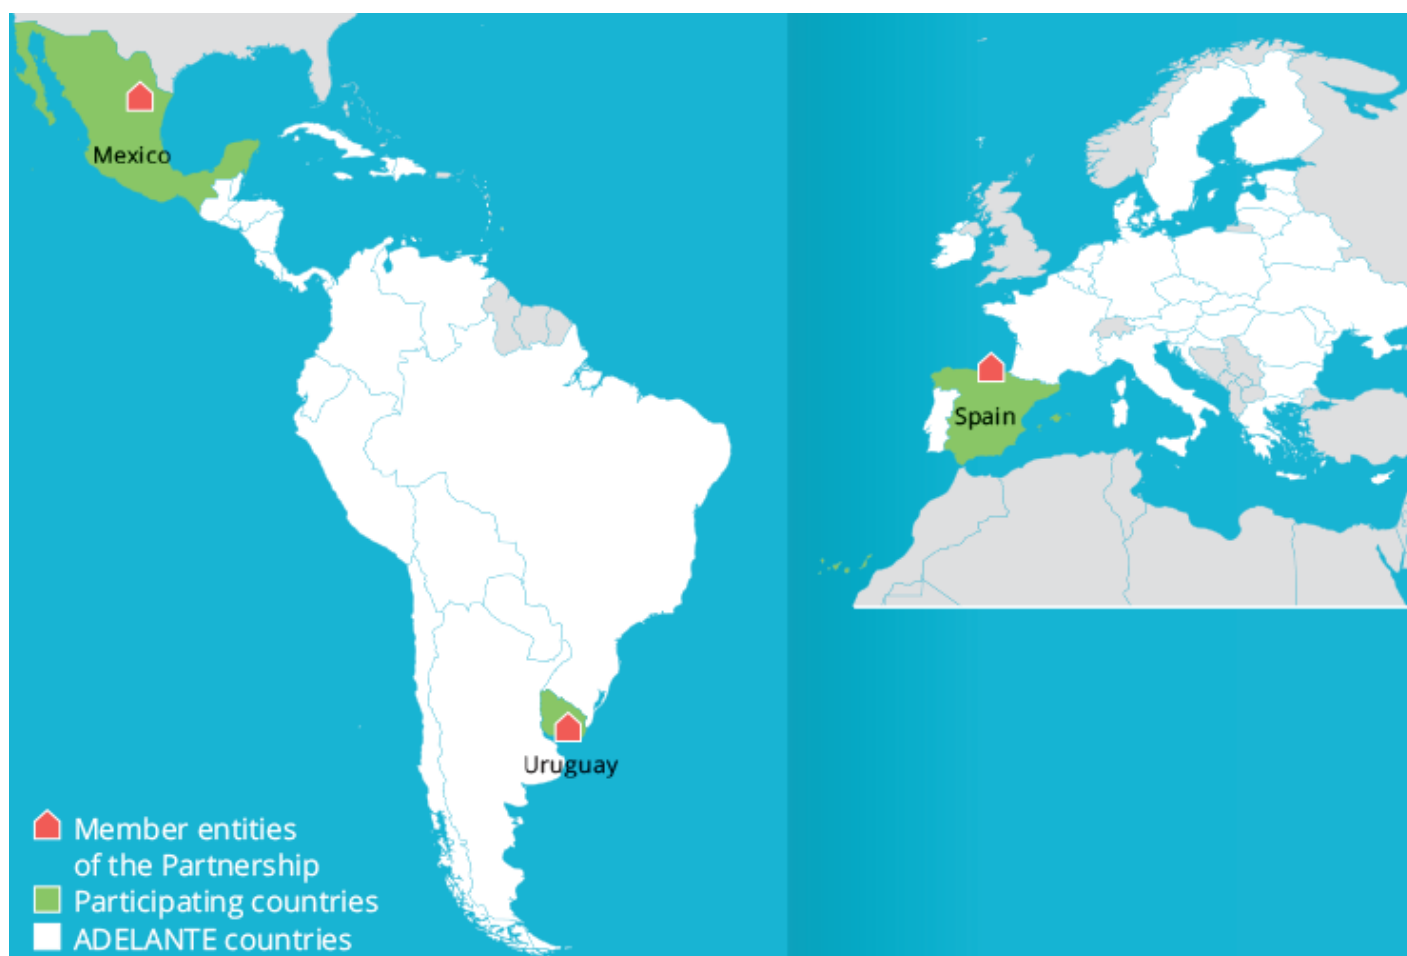 Mexico
Spain
Uruguay
Member entities
of the Partnership
Participating countries
ADELANTE countries